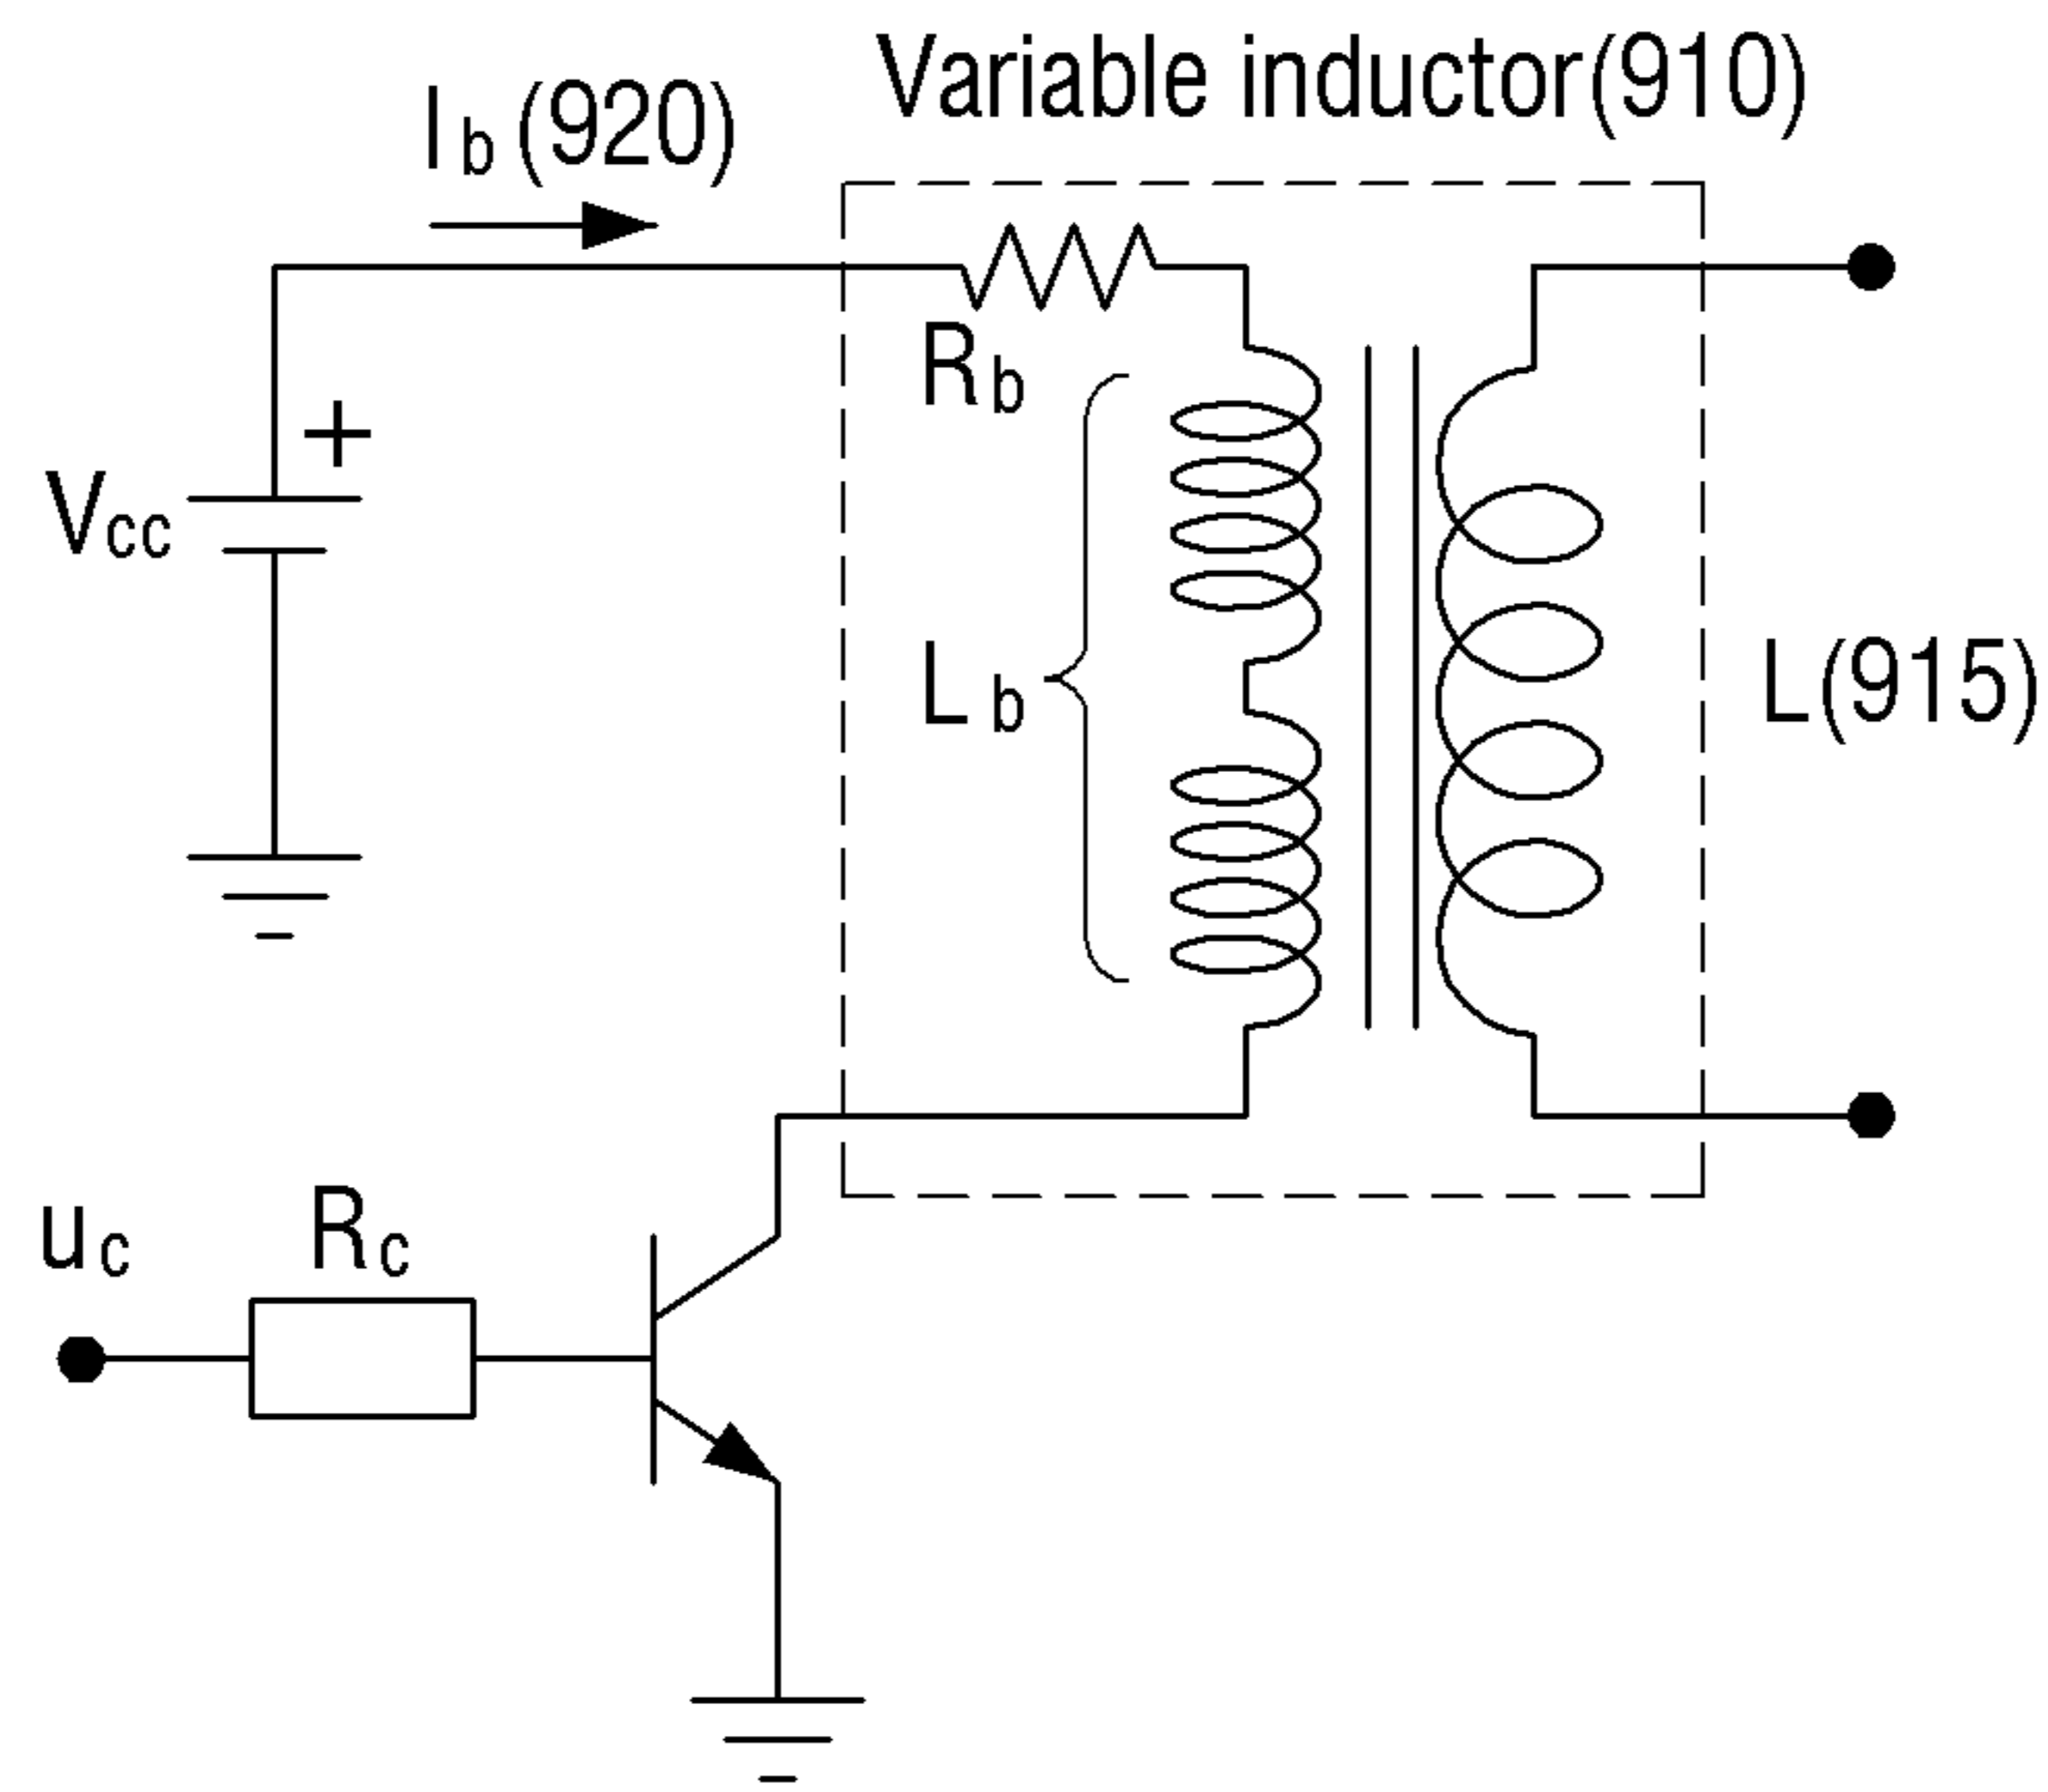 Variable inductor(910)
Ib(920)
Rb
+
Vcc
Lb
L(915)
uc
Rc